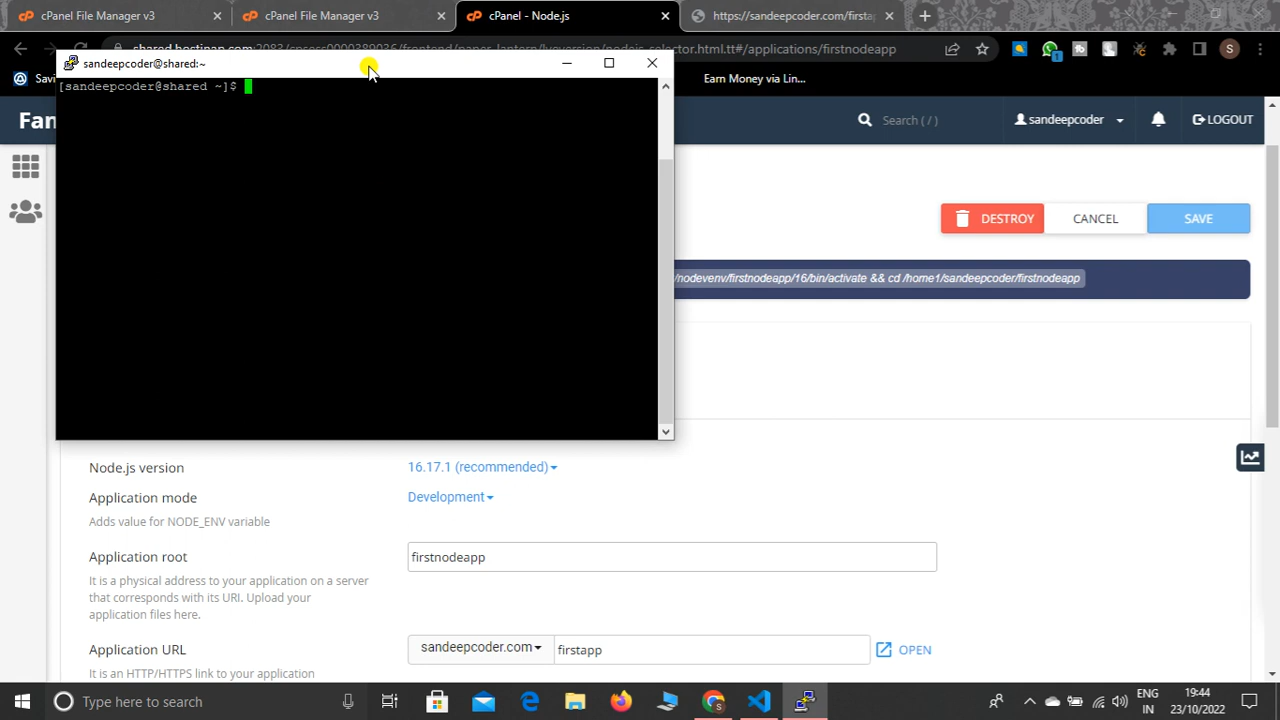 cPanel File Manager v3
cPanel File Manager v3
cPanel - Node.js
https://sandeepcoder.com/firsta
Savi
Earn Money via Lin...
S
1
sandeepcoder@shared:~
[sandeepcoder@shared ~]$
Fan
Search ( / )
sandeepcoder
LOGOUT
DESTROY
CANCEL
SAVE
/nodevenv/firstnodeapp/16/bin/activate && cd /home1/sandeepcoder/firstnodeapp
Node.js version
16.17.1 (recommended)
Application mode
Development
Adds value for NODE_ENV variable
Application root
firstnodeapp
It is a physical address to your application on a server
that corresponds with its URI. Upload your
application files here.
Application URL
sandeepcoder.com
firstapp
OPEN
It is an HTTP/HTTPS link to your application
Type here to search
ENG
IN
19:44
23/10/2022